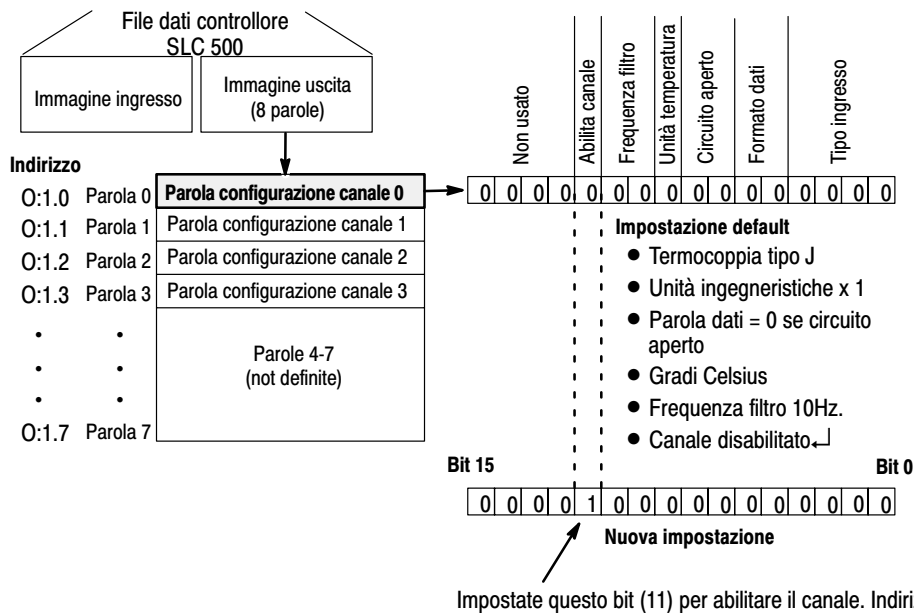 File dati controllore
SLC 500
Immagine ingresso
Immagine uscita
(8 parole)
Non usato
Abilita canale
Frequenza filtro
Unità temperatura
Circuito aperto
Formato dati
Tipo ingresso
Indirizzo
O:1.0 Parola 0 Parola configurazione canale 0
0 0 0 0 0 0 0 0 0 0 0 0 0 0 0 0
O:1.1 Parola 1 Parola configurazione canale 1
O:1.2 Parola 2 Parola configurazione canale 2
O:1.3 Parola 3 Parola configurazione canale 3
Parole 4-7
(not definite)
O:1.7 Parola 7
Impostazione default
● Termocoppia tipo J
● Unità ingegneristiche x 1
● Parola dati = 0 se circuito
aperto
● Gradi Celsius
● Frequenza filtro 10Hz.
● Canale disabilitato↵
Bit 15 Bit 0
0 0 0 0 1 0 0 0 0 0 0 0 0 0 0 0
Nuova impostazione
Impostate questo bit (11) per abilitare il canale. Indiri